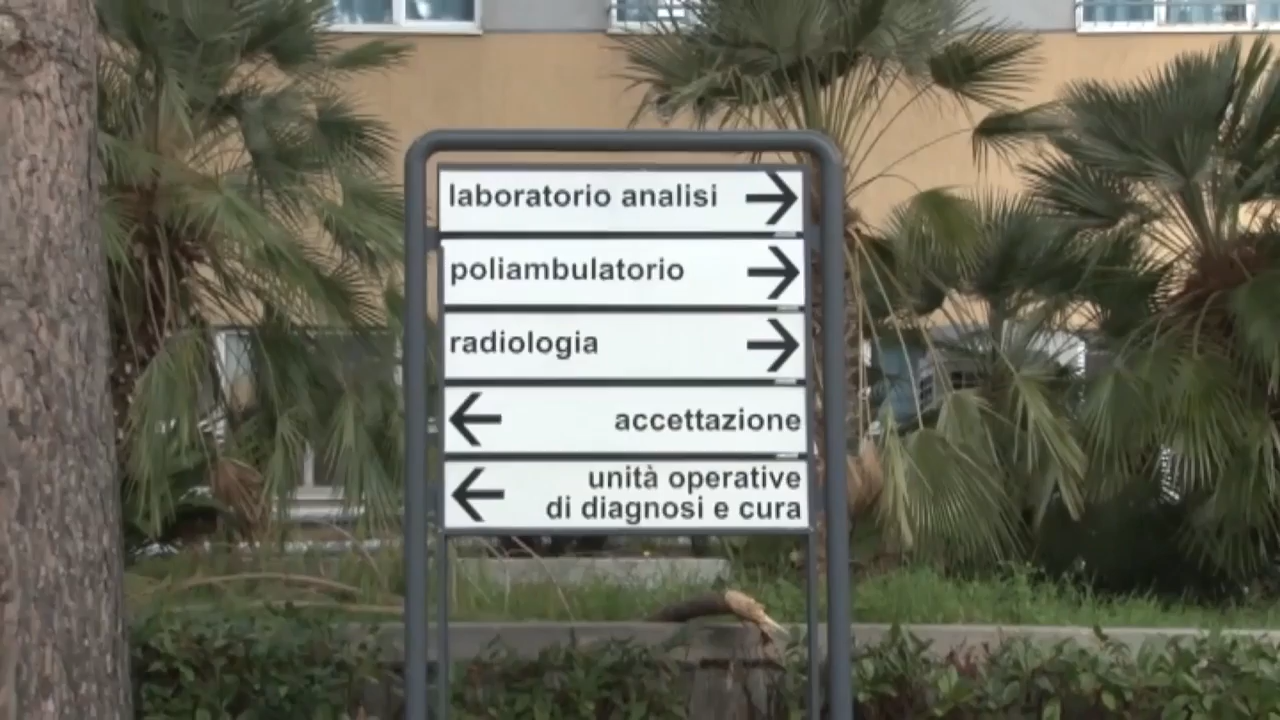 laboratorio analisi
poliambulatorio
radiologia
accettazione
unità operative
di diagnosi e cura